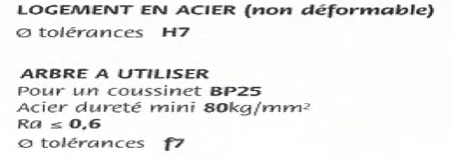 LOGEMENT EN ACIER (non déformable)
Ø tolérances H7
ARBRE A UTILISER
Pour un coussinet BP25
Acier dureté mini 80kg/mm²
Ra ≤ 0,6
Ø tolérances f7